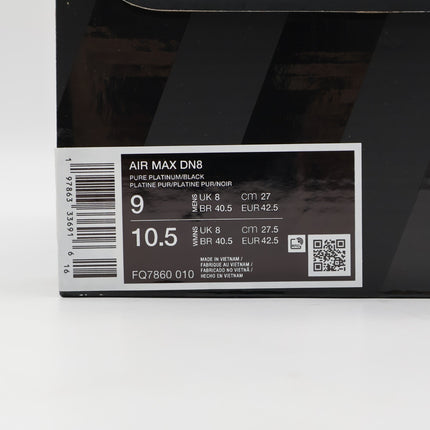 AIR MAX DN8
PURE PLATINUM/BLACK
PLATINE PUR/PLATINE PUR/NOIR
9 MENS UK 8 CM 27
BR 40.5 EUR 42.5
10.5 WMNS UK 8 CM 27.5
BR 40.5 EUR 42.5
FQ7860 010
MADE IN VIETNAM /
FABRIQUE AU VIETNAM /
FABRICADO NO VIETNÃ /
HECHO EN VIETNAM
1 97863 33691 6 16